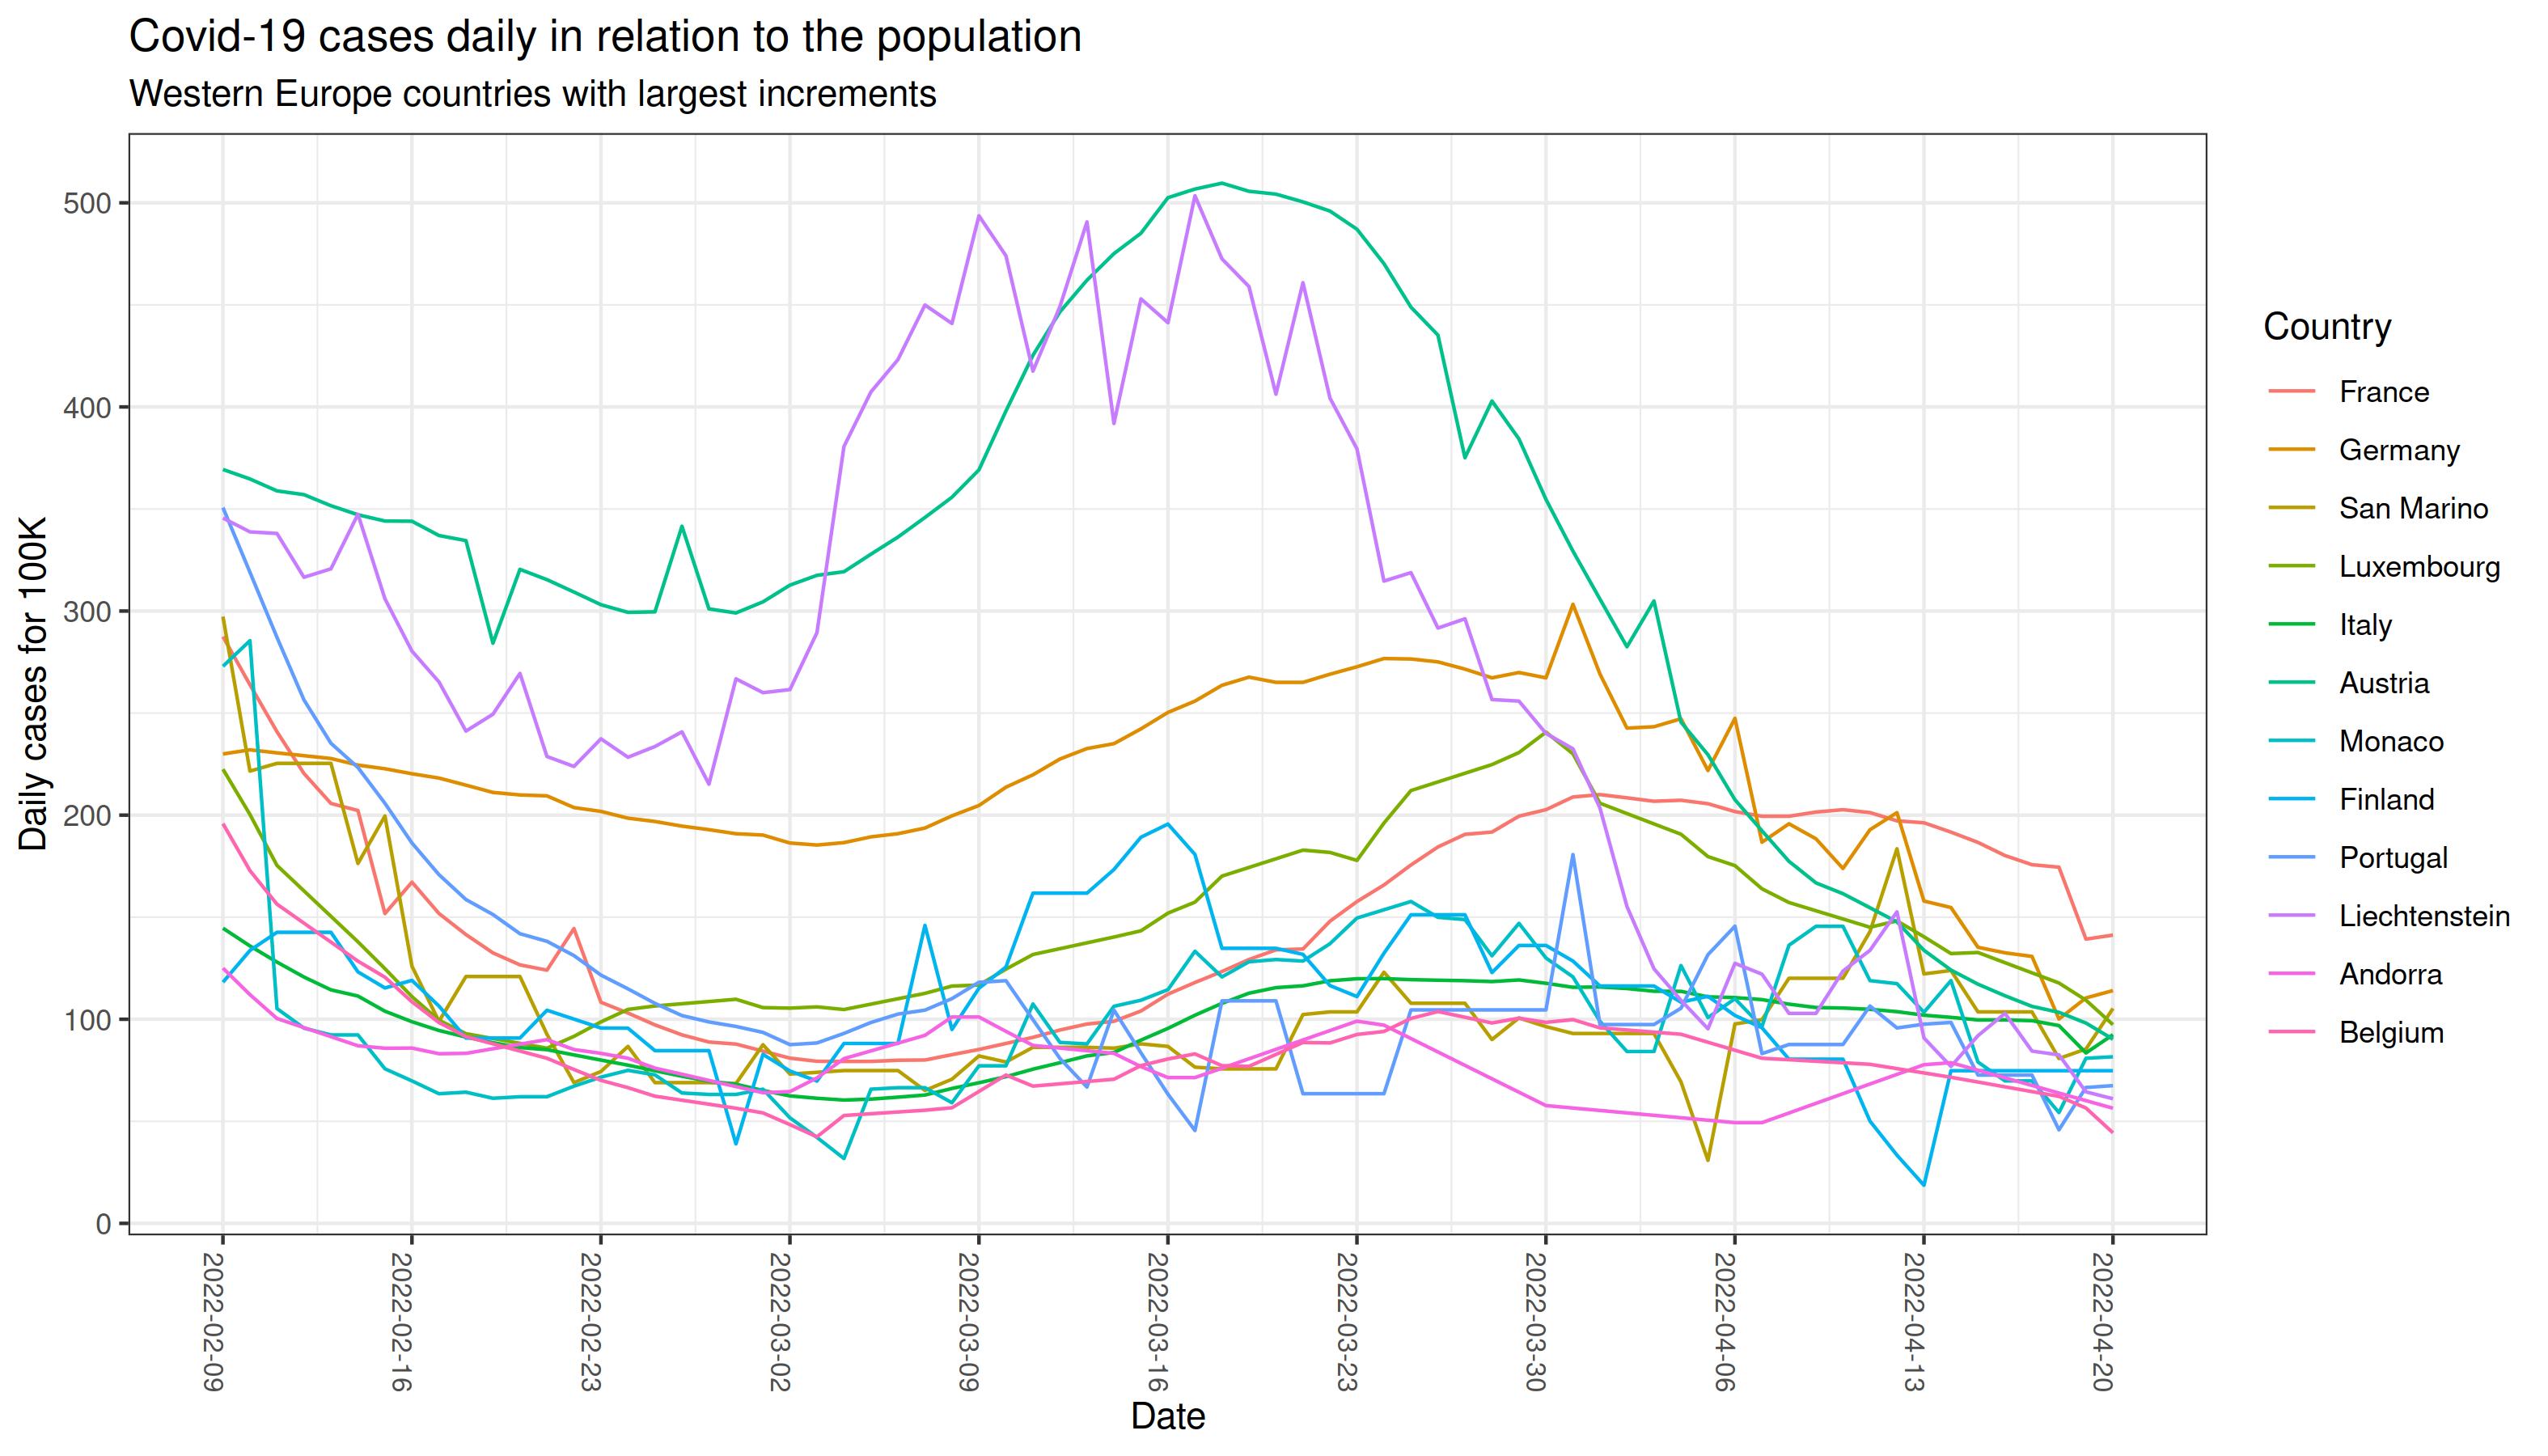 Covid-19 cases daily in relation to the population
Western Europe countries with largest increments
Daily cases for 100K
500
400
300
200
100
0
2022-02-09
2022-02-16
2022-02-23
2022-03-02
2022-03-09
2022-03-16
2022-03-23
2022-03-30
2022-04-06
2022-04-13
2022-04-20
Date
Country
France
Germany
San Marino
Luxembourg
Italy
Austria
Monaco
Finland
Portugal
Liechtenstein
Andorra
Belgium